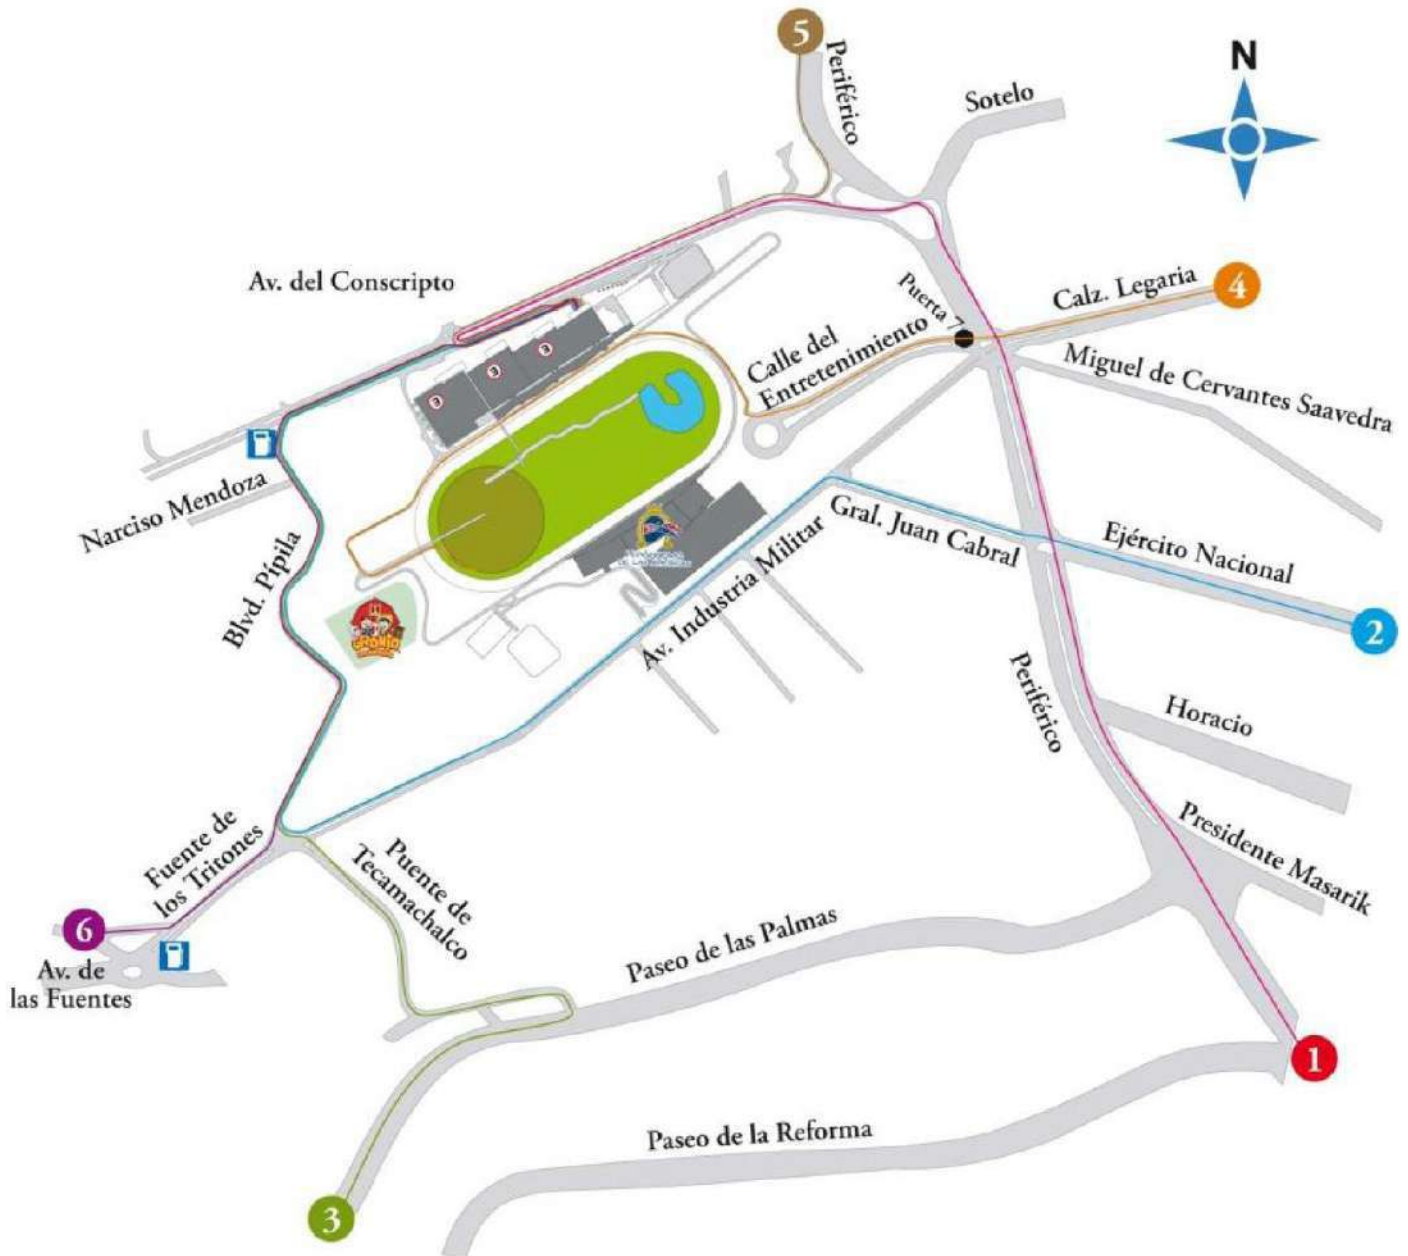 5
Periférico
N
Sotelo
Av. del Conscripto
Puerta 7
Calz. Legaria
4
Calle del
Entretenimiento
Miguel de Cervantes Saavedra
Narciso Mendoza
Gral. Juan Cabral
Ejército Nacional
2
Blvd. Pípila
GRANJA
Av. Industria Militar
Periférico
Horacio
Presidente Masarik
Fuente de
los Tritones
Puente de
Tecamachalco
6
Av. de
las Fuentes
Paseo de las Palmas
1
Paseo de la Reforma
3